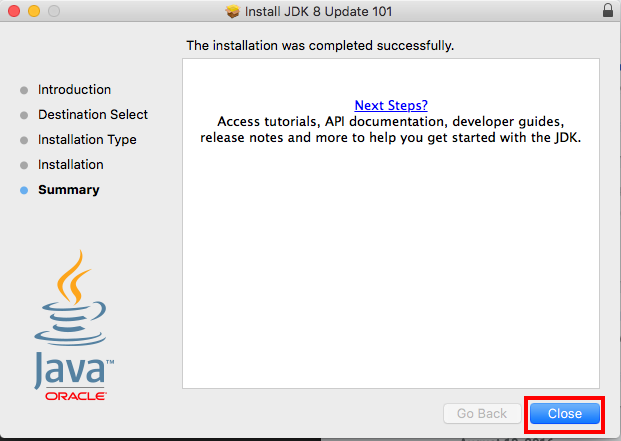 Install JDK 8 Update 101
The installation was completed successfully.
Introduction
Destination Select
Installation Type
Installation
Summary
Next Steps?
Access tutorials, API documentation, developer guides,
release notes and more to help you get started with the JDK.
Java™
ORACLE®
Go Back
Close